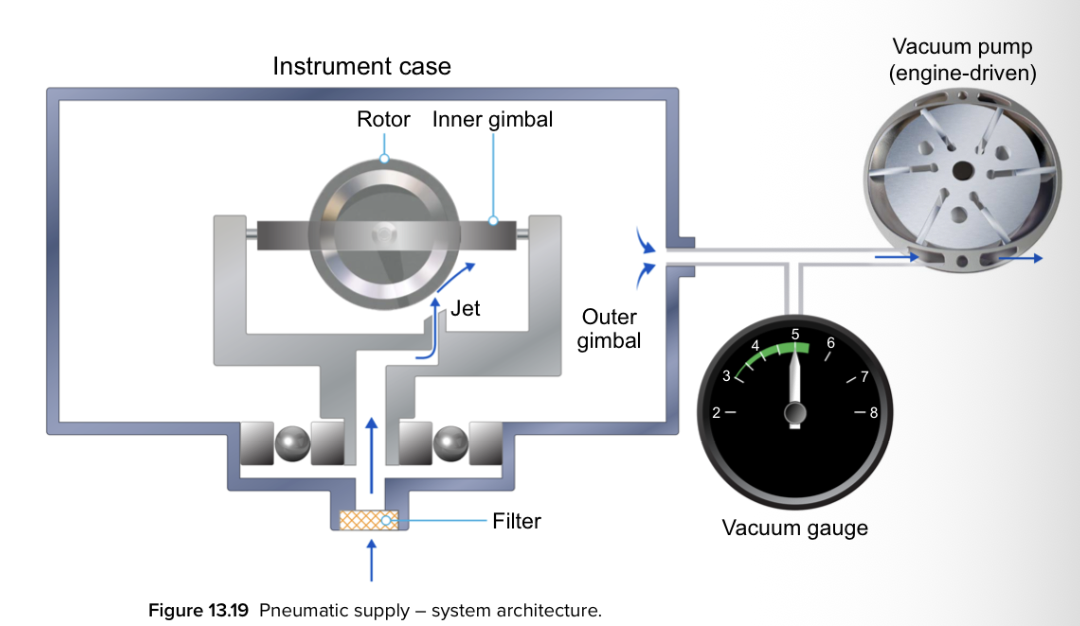 Vacuum pump
(engine-driven)
Instrument case
Rotor
Inner gimbal
Jet
Outer
gimbal
2
3
4
5
6
7
8
Filter
Vacuum gauge
Figure 13.19 Pneumatic supply – system architecture.